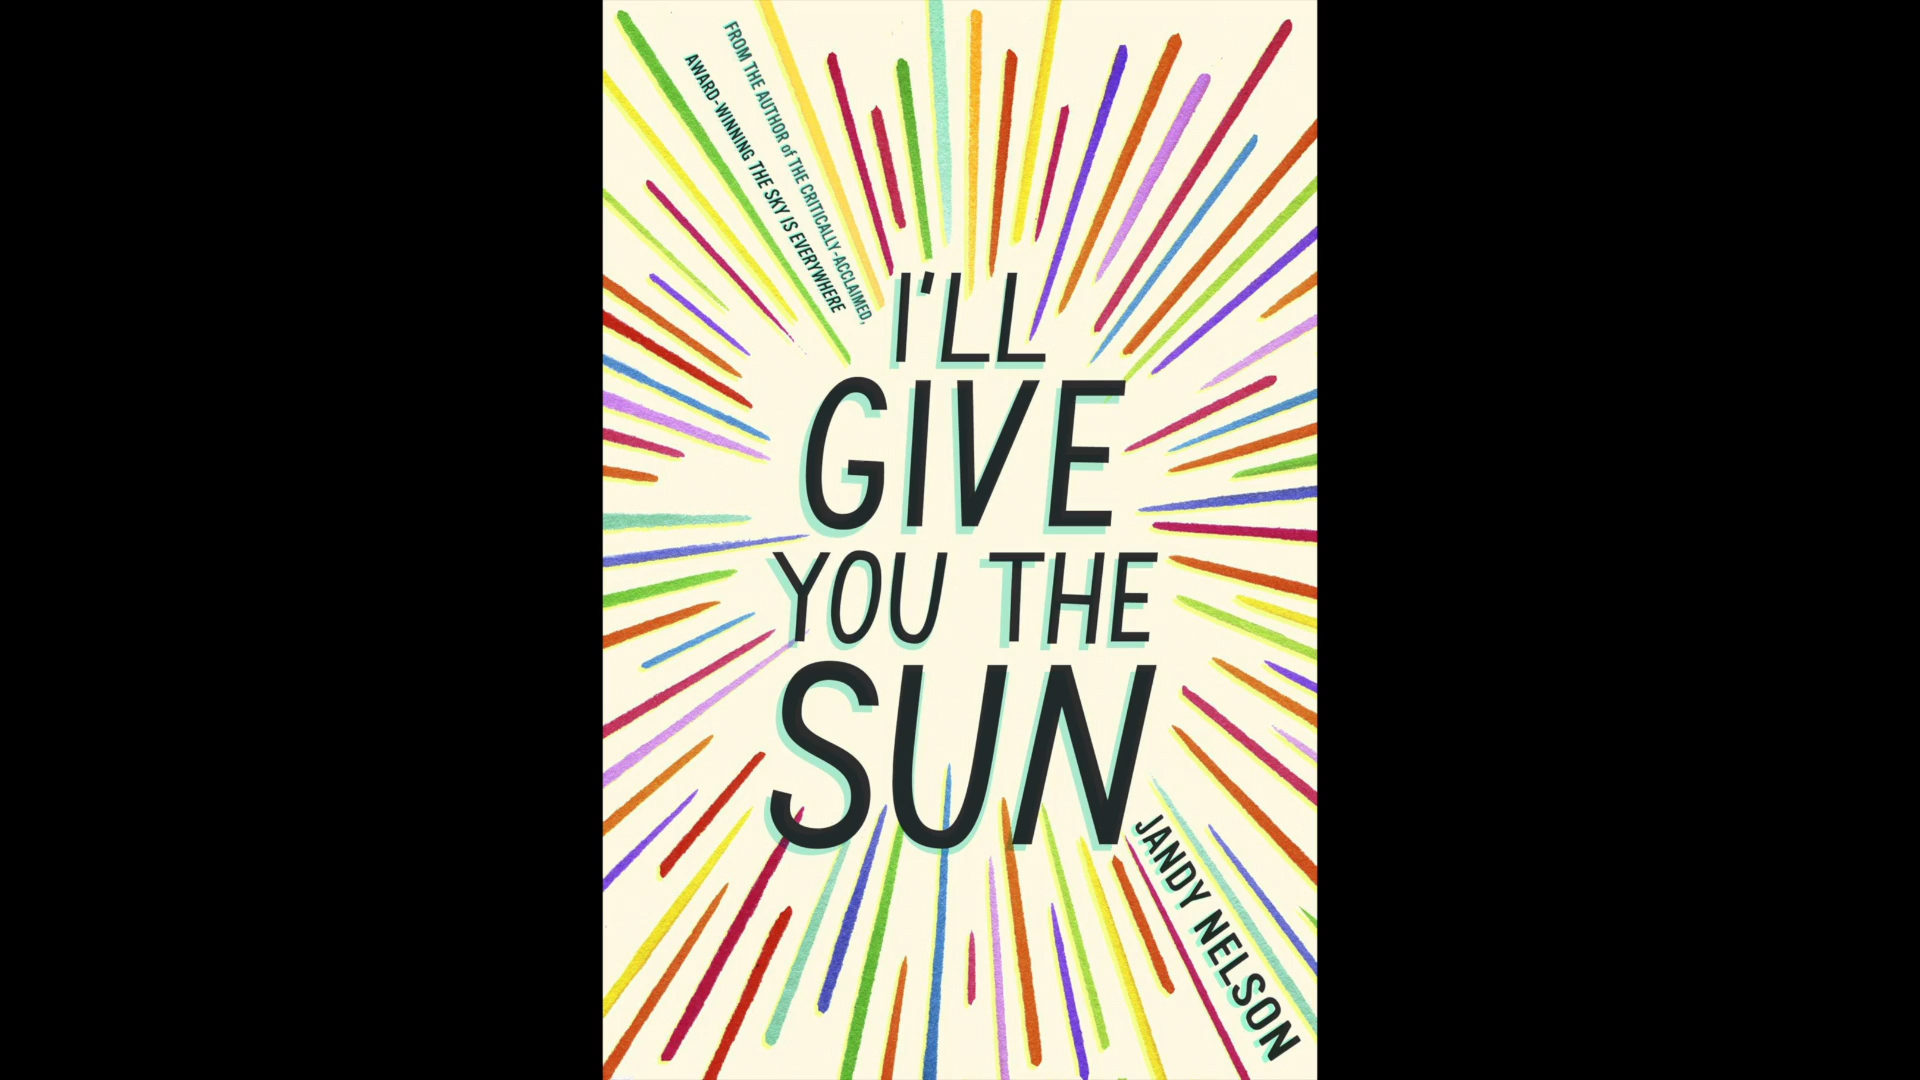 FROM THE AUTHOR of THE CRITICALLY-ACCLAIMED,
AWARD-WINNING THE SKY IS EVERYWHERE
I'LL
GIVE
YOU THE
SUN
JANDY NELSON